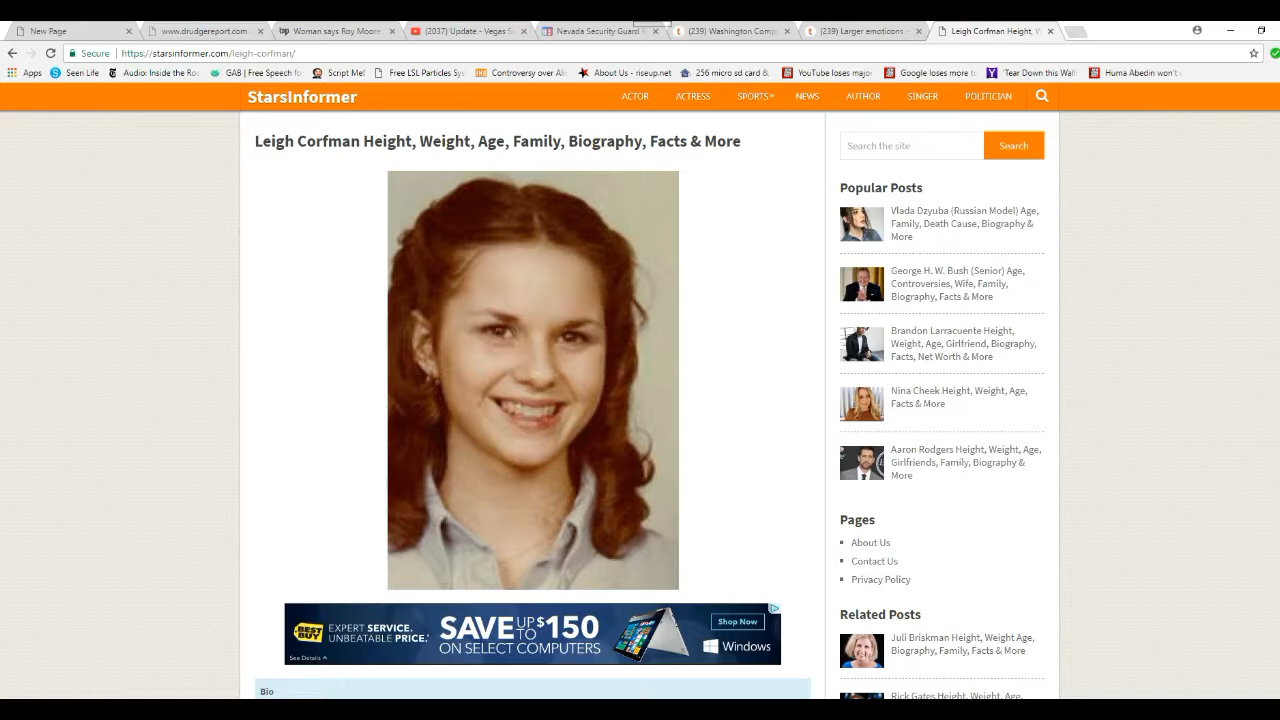 New Page
www.drudgereport.com
Woman says Roy Moore
(2037) Update - Vegas S
Nevada Security Guard
(239) Washington Comp
(239) Larger emoticons
Leigh Corfman Height, W
Secure
https://starsinformer.com/leigh-corfman/
Apps
Seen Life
Audio: Inside the Ro
GAB | Free Speech fo
Script Me!
Free LSL Particles Sy
Controversy over Ali
About Us - riseup.net
256 micro sd card &
YouTube loses major
Google loses more t
'Tear Down this Wall
Huma Abedin won't
StarsInformer
ACTOR
ACTRESS
SPORTS»
NEWS
AUTHOR
SINGER
POLITICIAN
Leigh Corfman Height, Weight, Age, Family, Biography, Facts & More
BEST BUY
EXPERT SERVICE.
UNBEATABLE PRICE.*
See Details ^
SAVE UP TO $150
ON SELECT COMPUTERS
Shop Now
Windows
Bio
Search the site
Search
Popular Posts
Vlada Dzyuba (Russian Model) Age,
Family, Death Cause, Biography &
More
George H. W. Bush (Senior) Age,
Controversies, Wife, Family,
Biography, Facts & More
Brandon Larracuente Height,
Weight, Age, Girlfriend, Biography,
Facts, Net Worth & More
Nina Cheek Height, Weight, Age,
Facts & More
Aaron Rodgers Height, Weight, Age,
Girlfriends, Family, Biography &
More
Pages
About Us
Contact Us
Privacy Policy
Related Posts
Juli Briskman Height, Weight Age,
Biography, Family, Facts & More
Rick Gates Height, Weight, Age,